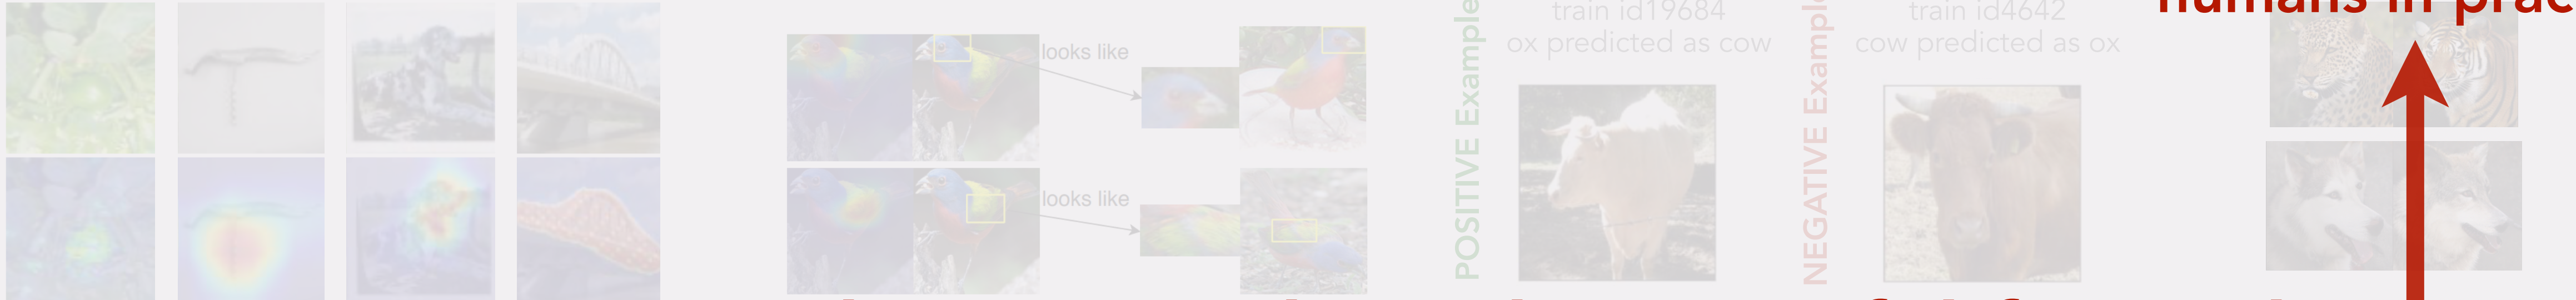 humans in prac
looks like
looks like
POSITIVE Example
train id19684
ox predicted as cow
NEGATIVE Example
train id4642
cow predicted as ox